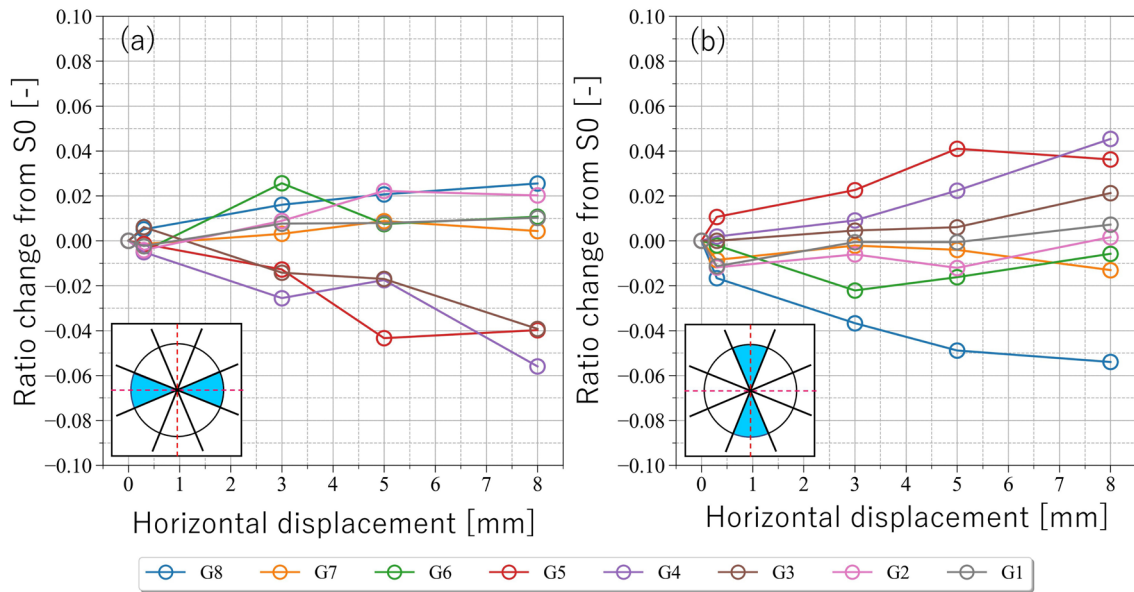 (a)
0.10
0.08
0.06
0.04
0.02
0.00
−0.02
−0.04
−0.06
−0.08
−0.10
Ratio change from S0 [-]
0 1 2 3 4 5 6 7 8
Horizontal displacement [mm]
(b)
0.10
0.08
0.06
0.04
0.02
0.00
−0.02
−0.04
−0.06
−0.08
−0.10
Ratio change from S0 [-]
0 1 2 3 4 5 6 7 8
Horizontal displacement [mm]
G8 G7 G6 G5 G4 G3 G2 G1